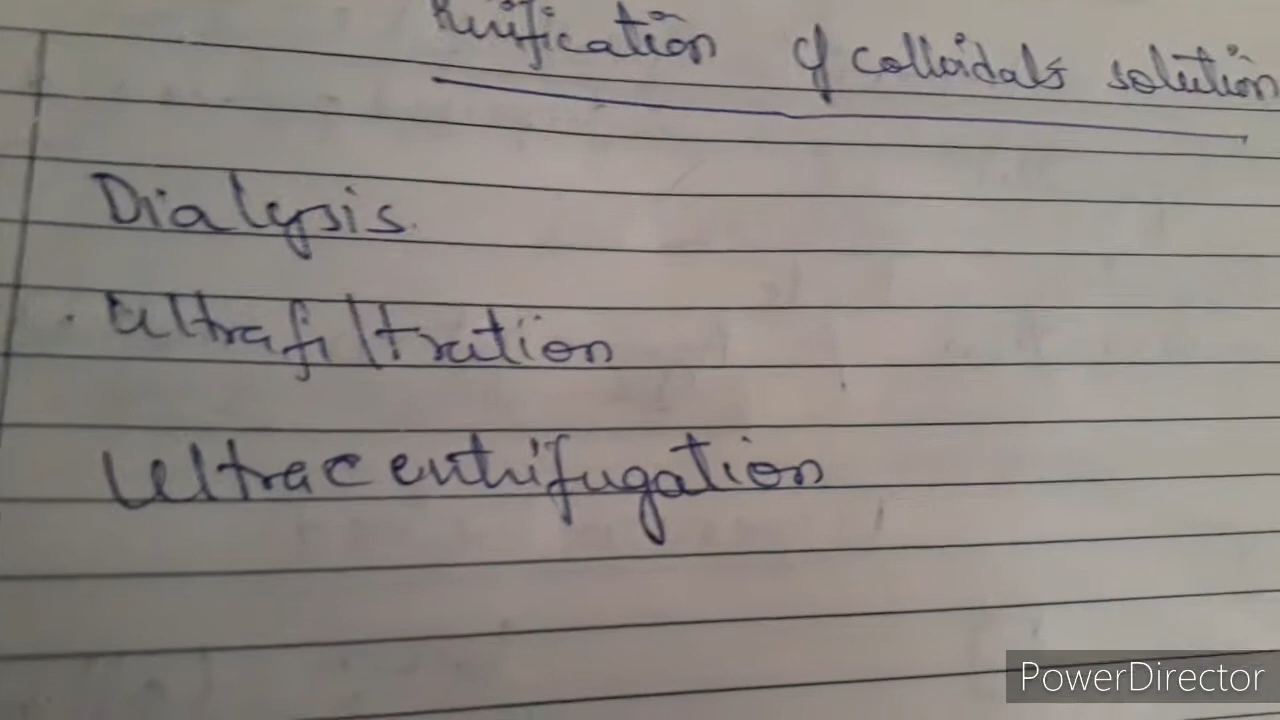 Purification of colloidals solution
Dialysis.
. Ultrafiltration
Ultracentrifugation
PowerDirector